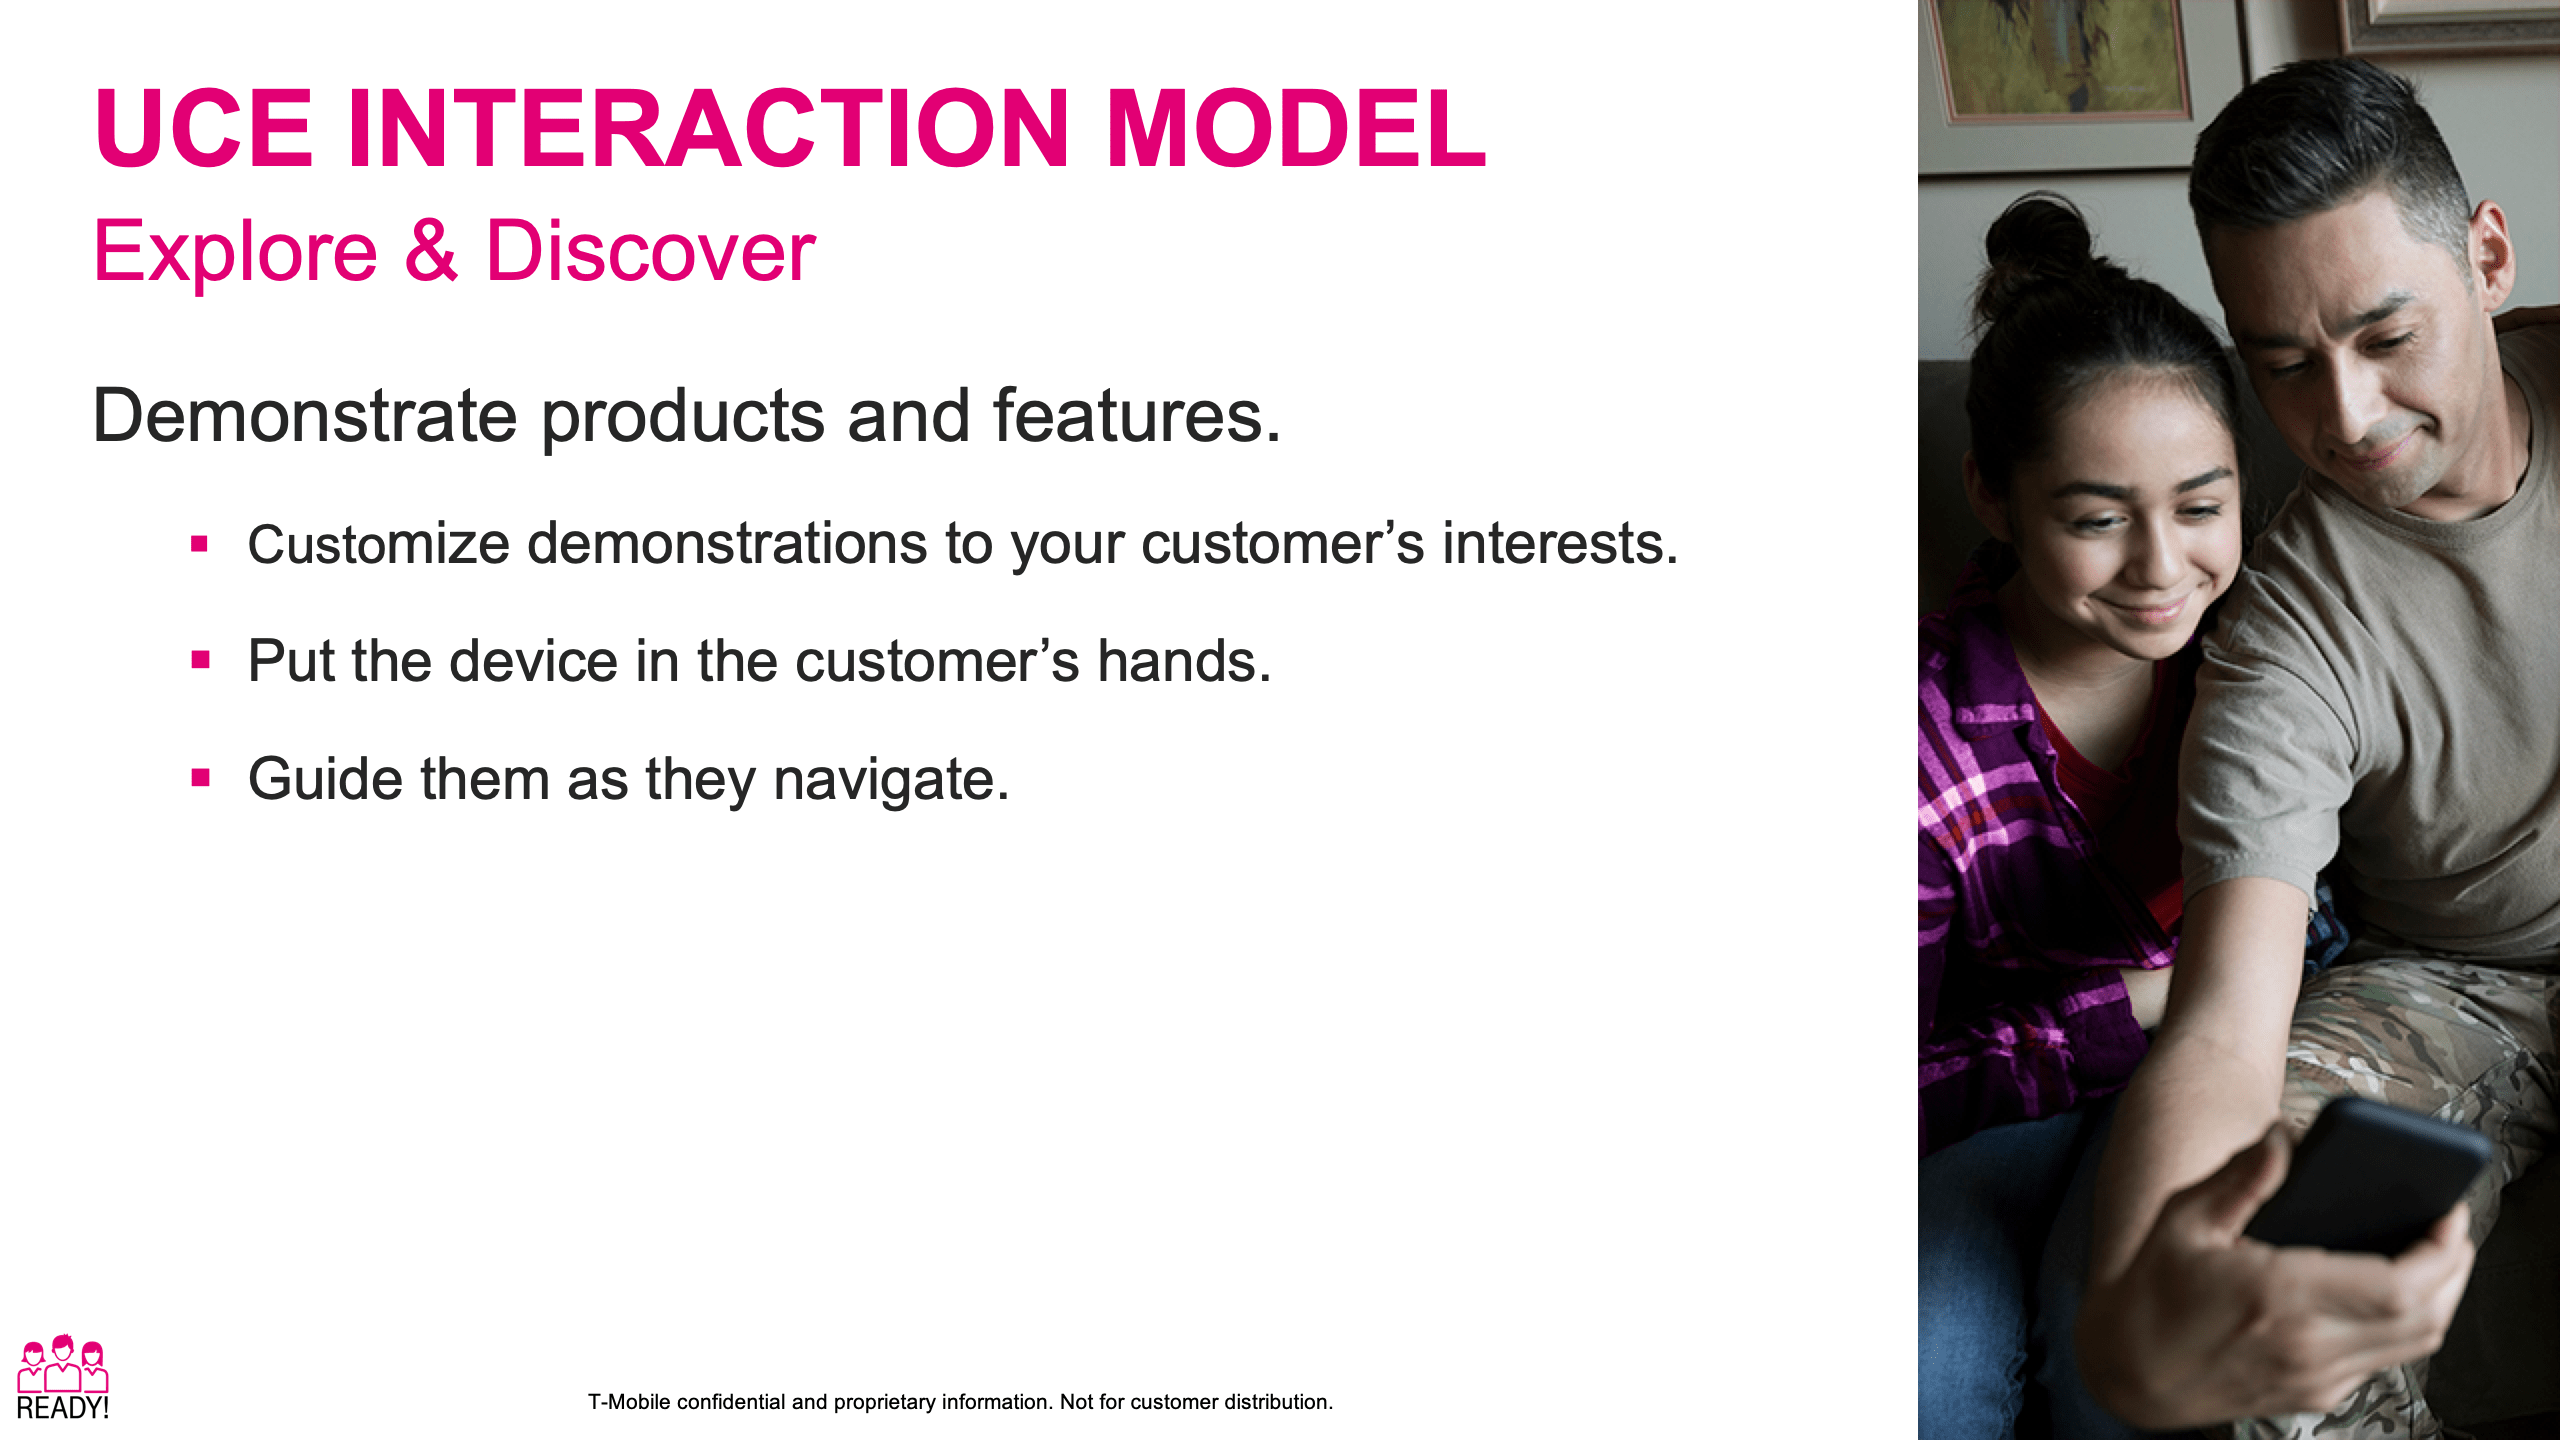 UCE INTERACTION MODEL
Explore & Discover
Demonstrate products and features.
▪ Customize demonstrations to your customer’s interests.
▪ Put the device in the customer’s hands.
▪ Guide them as they navigate.
READY!
T-Mobile confidential and proprietary information. Not for customer distribution.